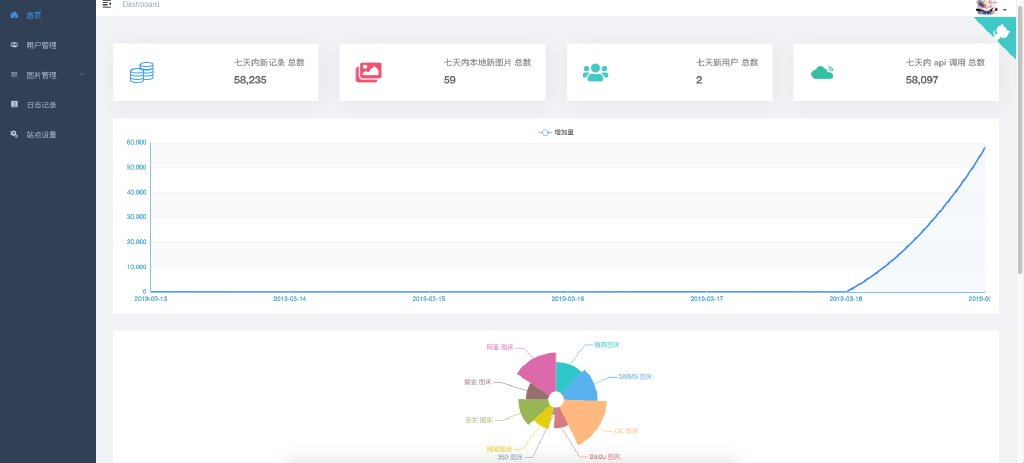 Dashboard
首页
用户管理
图片管理
日志记录
站点设置
七天内新记录 总数
58,235
七天内本地新图片 总数
59
七天新用户 总数
2
七天内 api 调用 总数
58,097
增加量
60,000
50,000
40,000
30,000
20,000
10,000
0
2019-03-13
2019-03-14
2019-03-15
2019-03-16
2019-03-17
2019-03-18
2019-0
搜狗图床
SMMS 图床
CC 图床
Baidu 图床
360 图床
网易图床
京东 图床
掘金 图床